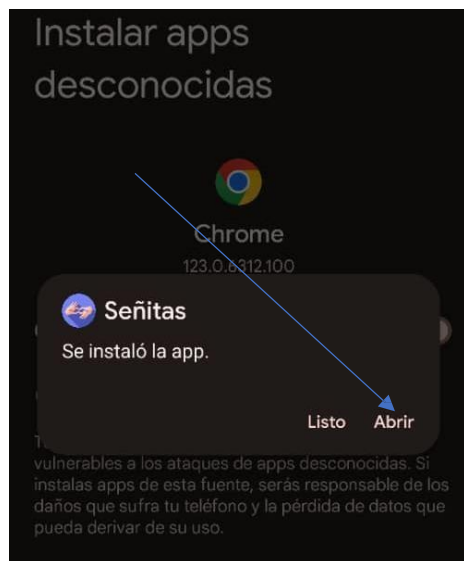 Instalar apps
desconocidas
Chrome
123.0.6312.100
Señitas
Se instaló la app.
Listo Abrir
vulnerables a los ataques de apps desconocidas. Si
instalas apps de esta fuente, serás responsable de los
daños que sufra tu teléfono y la pérdida de datos que
pueda derivar de su uso.